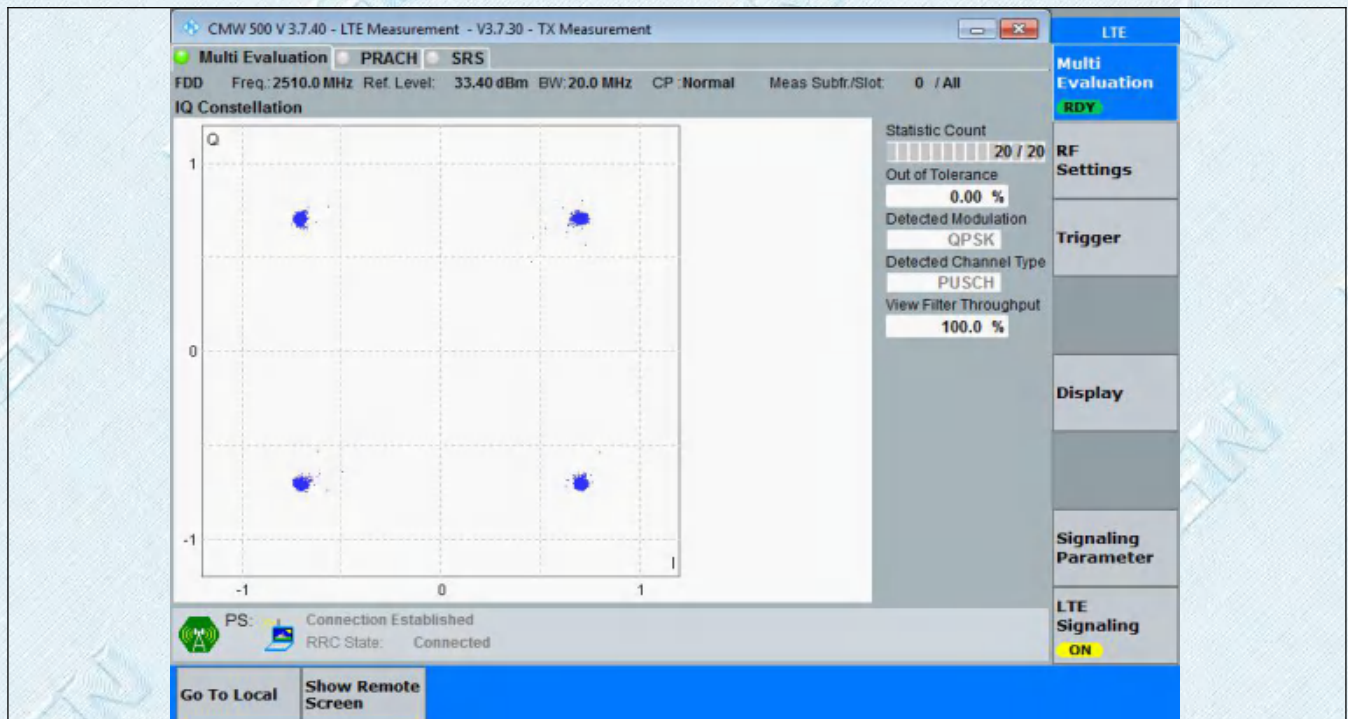 CMW 500 V 3.7.40 - LTE Measurement - V3.7.30 - TX Measurement
LTE
Multi Evaluation PRACH SRS
FDD Freq.: 2510.0 MHz Ref. Level: 33.40 dBm BW: 20.0 MHz CP : Normal Meas Subfr./Slot: 0 / All
IQ Constellation
Q
1
0
-1
-1 0 1
I
Statistic Count
20 / 20
Out of Tolerance
0.00 %
Detected Modulation
QPSK
Detected Channel Type
PUSCH
View Filter Throughput
100.0 %
Multi
Evaluation
RDY
RF
Settings
Trigger
Display
Signaling
Parameter
LTE
Signaling
ON
PS: Connection Established
RRC State: Connected
Go To Local
Show Remote
Screen